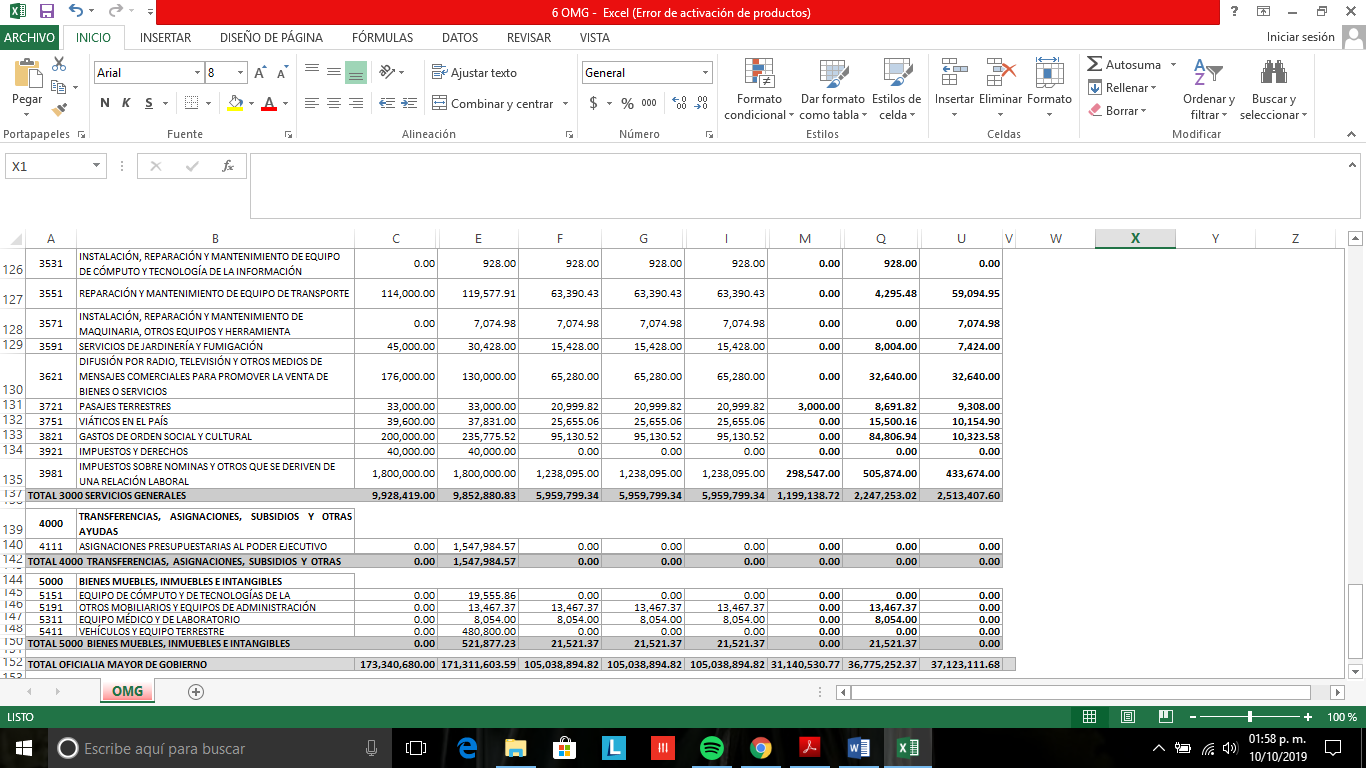 6 OMG - Excel (Error de activación de productos)
ARCHIVO INICIO INSERTAR DISEÑO DE PÁGINA FÓRMULAS DATOS REVISAR VISTA Iniciar sesión
Pegar
Portapapeles
Arial 8
N K S
Fuente
Ajustar texto
Combinar y centrar
Alineación
General
$ % 000
Número
Formato condicional
Dar formato como tabla
Estilos de celda
Estilos
Insertar Eliminar Formato
Celdas
Autosuma
Rellenar
Borrar
Ordenar y filtrar
Buscar y seleccionar
Modificar
X1 fx
A B C E F G I M Q U V W X Y Z
126 3531 INSTALACIÓN, REPARACIÓN Y MANTENIMIENTO DE EQUIPO
DE CÓMPUTO Y TECNOLOGÍA DE LA INFORMACIÓN 0.00 928.00 928.00 928.00 928.00 0.00 928.00 0.00
127 3551 REPARACIÓN Y MANTENIMIENTO DE EQUIPO DE TRANSPORTE 114,000.00 119,577.91 63,390.43 63,390.43 63,390.43 0.00 4,295.48 59,094.95
128 3571 INSTALACIÓN, REPARACIÓN Y MANTENIMIENTO DE
MAQUINARIA, OTROS EQUIPOS Y HERRAMIENTA 0.00 7,074.98 7,074.98 7,074.98 7,074.98 0.00 0.00 7,074.98
129 3591 SERVICIOS DE JARDINERÍA Y FUMIGACIÓN 45,000.00 30,428.00 15,428.00 15,428.00 15,428.00 0.00 8,004.00 7,424.00
130 3621 DIFUSIÓN POR RADIO, TELEVISIÓN Y OTROS MEDIOS DE
MENSAJES COMERCIALES PARA PROMOVER LA VENTA DE
BIENES O SERVICIOS 176,000.00 130,000.00 65,280.00 65,280.00 65,280.00 0.00 32,640.00 32,640.00
131 3721 PASAJES TERRESTRES 33,000.00 33,000.00 20,999.82 20,999.82 20,999.82 3,000.00 8,691.82 9,308.00
132 3751 VIÁTICOS EN EL PAÍS 39,600.00 37,831.00 25,655.06 25,655.06 25,655.06 0.00 15,500.16 10,154.90
133 3821 GASTOS DE ORDEN SOCIAL Y CULTURAL 200,000.00 235,775.52 95,130.52 95,130.52 95,130.52 0.00 84,806.94 10,323.58
134 3921 IMPUESTOS Y DERECHOS 40,000.00 40,000.00 0.00 0.00 0.00 0.00 0.00 0.00
135 3981 IMPUESTOS SOBRE NOMINAS Y OTROS QUE SE DERIVEN DE
UNA RELACIÓN LABORAL 1,800,000.00 1,800,000.00 1,238,095.00 1,238,095.00 1,238,095.00 298,547.00 505,874.00 433,674.00
137 TOTAL 3000 SERVICIOS GENERALES 9,928,419.00 9,852,880.83 5,959,799.34 5,959,799.34 5,959,799.34 1,199,138.72 2,247,253.02 2,513,407.60
139 4000 TRANSFERENCIAS, ASIGNACIONES, SUBSIDIOS Y OTRAS
AYUDAS
140 4111 ASIGNACIONES PRESUPUESTARIAS AL PODER EJECUTIVO 0.00 1,547,984.57 0.00 0.00 0.00 0.00 0.00 0.00
142 TOTAL 4000 TRANSFERENCIAS, ASIGNACIONES, SUBSIDIOS Y OTRAS 0.00 1,547,984.57 0.00 0.00 0.00 0.00 0.00 0.00
144 5000 BIENES MUEBLES, INMUEBLES E INTANGIBLES
145 5151 EQUIPO DE CÓMPUTO Y DE TECNOLOGÍAS DE LA 0.00 19,555.86 0.00 0.00 0.00 0.00 0.00 0.00
146 5191 OTROS MOBILIARIOS Y EQUIPOS DE ADMINISTRACIÓN 0.00 13,467.37 13,467.37 13,467.37 13,467.37 0.00 13,467.37 0.00
147 5311 EQUIPO MÉDICO Y DE LABORATORIO 0.00 8,054.00 8,054.00 8,054.00 8,054.00 0.00 8,054.00 0.00
148 5411 VEHÍCULOS Y EQUIPO TERRESTRE 0.00 480,800.00 0.00 0.00 0.00 0.00 0.00 0.00
150 TOTAL 5000 BIENES MUEBLES, INMUEBLES E INTANGIBLES 0.00 521,877.23 21,521.37 21,521.37 21,521.37 0.00 21,521.37 0.00
152 TOTAL OFICIALIA MAYOR DE GOBIERNO 173,340,680.00 171,311,603.59 105,038,894.82 105,038,894.82 105,038,894.82 31,140,530.77 36,775,252.37 37,123,111.68
OMG
LISTO 100 %
Escribe aquí para buscar
01:58 p. m.
10/10/2019